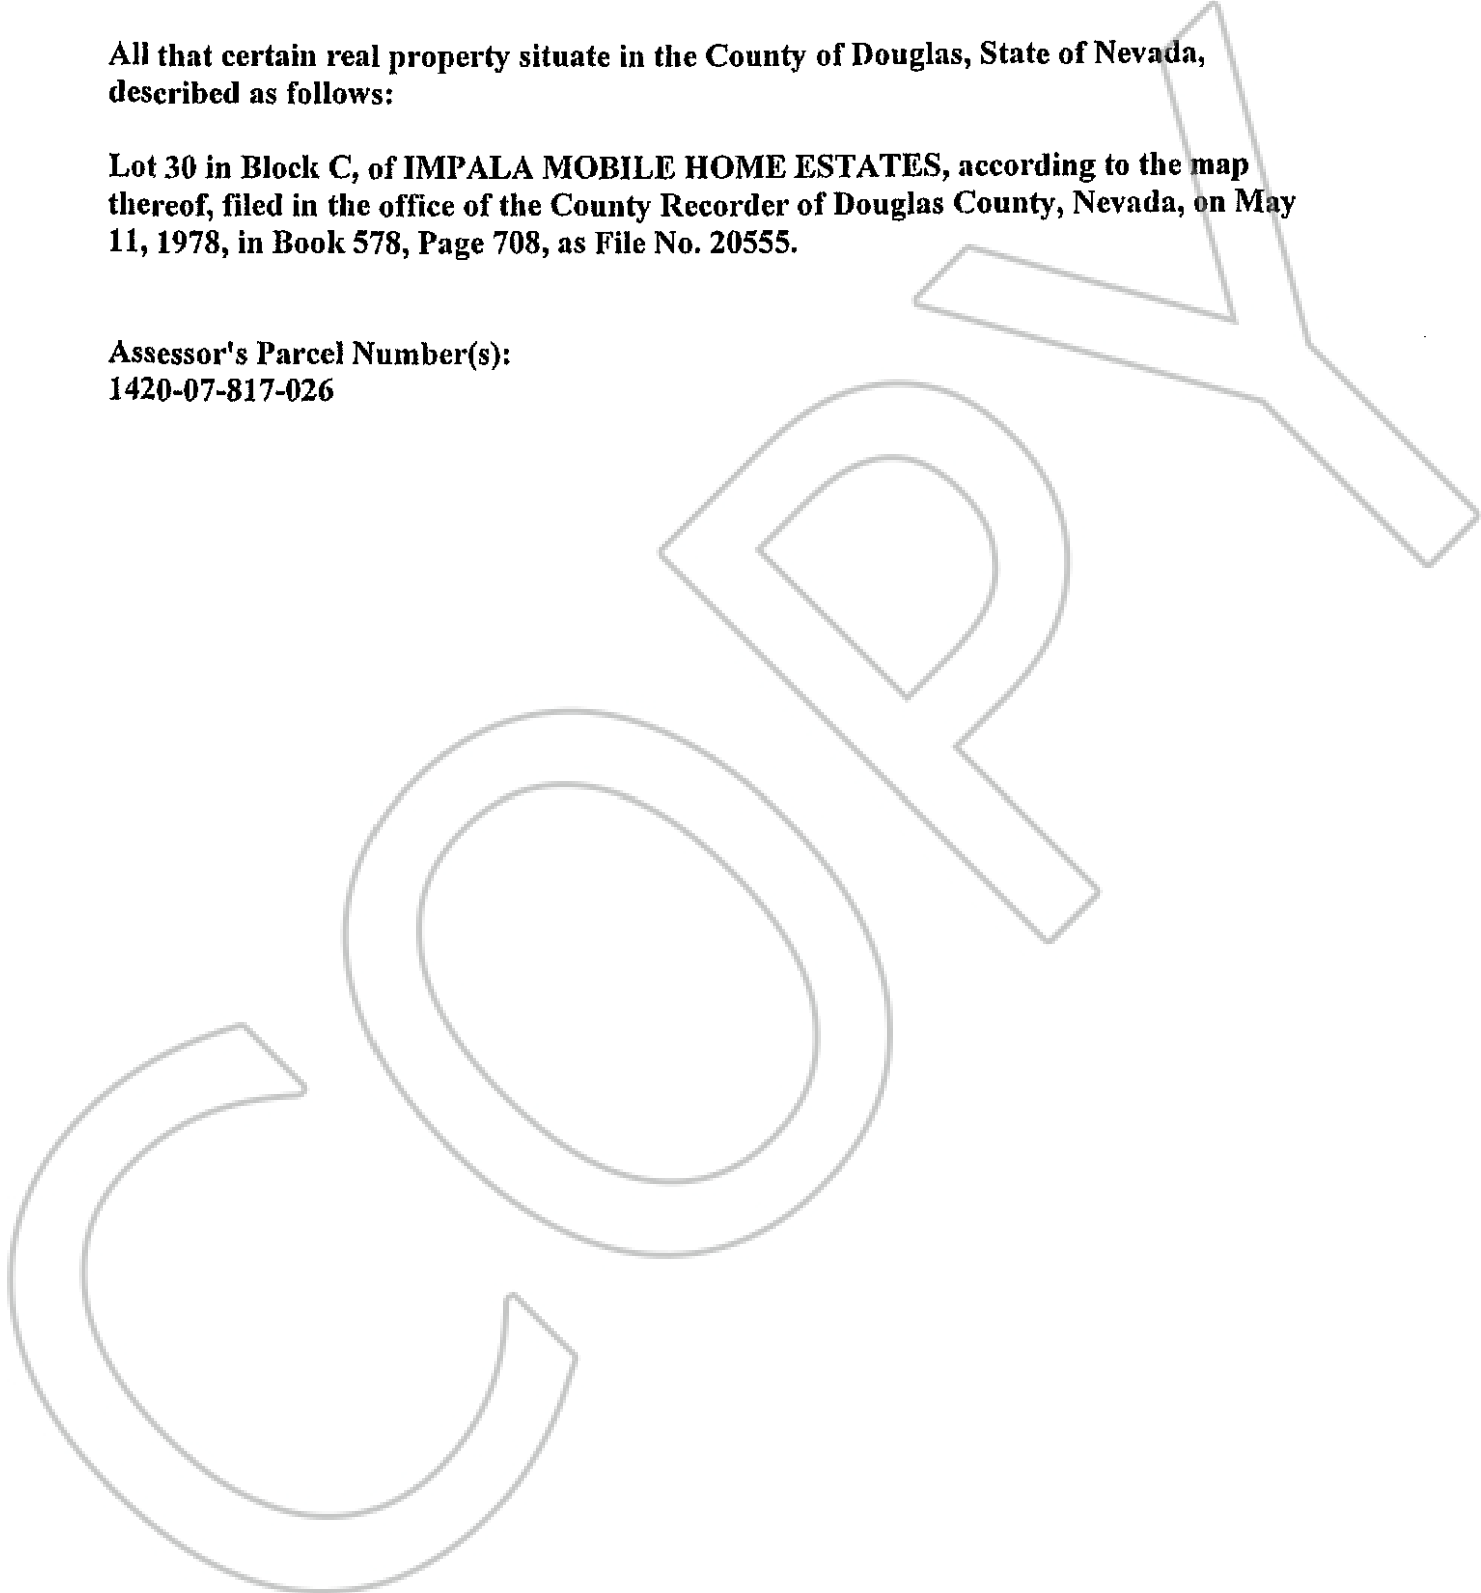 All that certain real property situate in the County of Douglas, State of Nevada,
described as follows:
Lot 30 in Block C, of IMPALA MOBILE HOME ESTATES, according to the map
thereof, filed in the office of the County Recorder of Douglas County, Nevada, on May
11, 1978, in Book 578, Page 708, as File No. 20555.
Assessor's Parcel Number(s):
1420-07-817-026
COPY